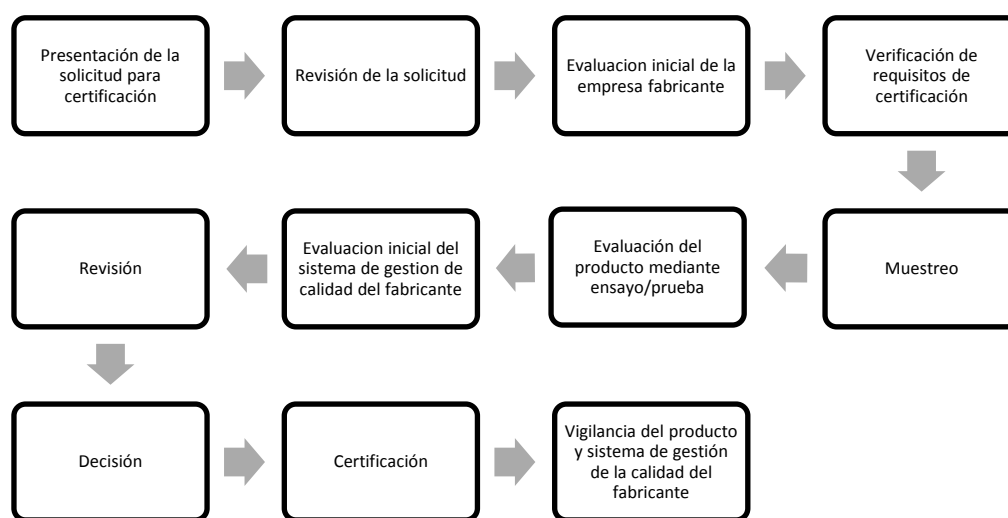 Presentación de la
solicitud para
certificación
Revisión de la solicitud
Evaluacion inicial de la
empresa fabricante
Verificación de
requisitos de
certificación
Muestreo
Evaluación del
producto mediante
ensayo/prueba
Evaluacion inicial del
sistema de gestion de
calidad del fabricante
Revisión
Decisión
Certificación
Vigilancia del producto
y sistema de gestión
de la calidad del
fabricante